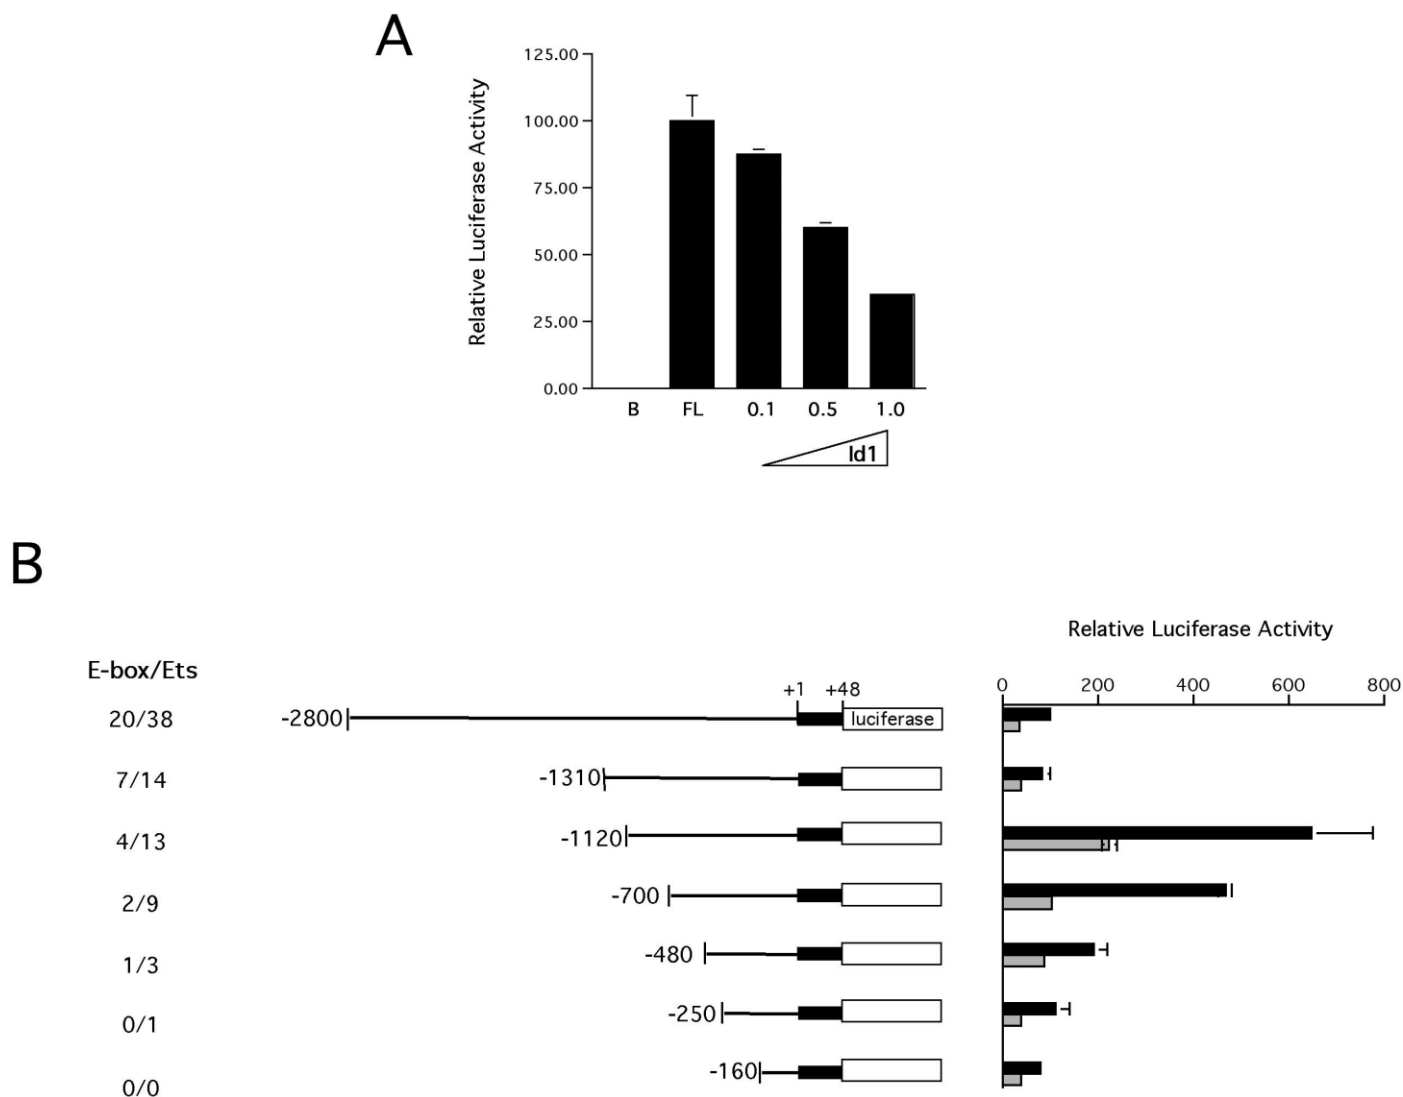 A
Relative Luciferase Activity
125.00
100.00
75.00
50.00
25.00
0.00
B FL 0.1 0.5 1.0
Id1
B
Relative Luciferase Activity
E-box/Ets
0 200 400 600 800
+1 +48
20/38 -2800 luciferase
7/14 -1310
4/13 -1120
2/9 -700
1/3 -480
0/1 -250
0/0 -160